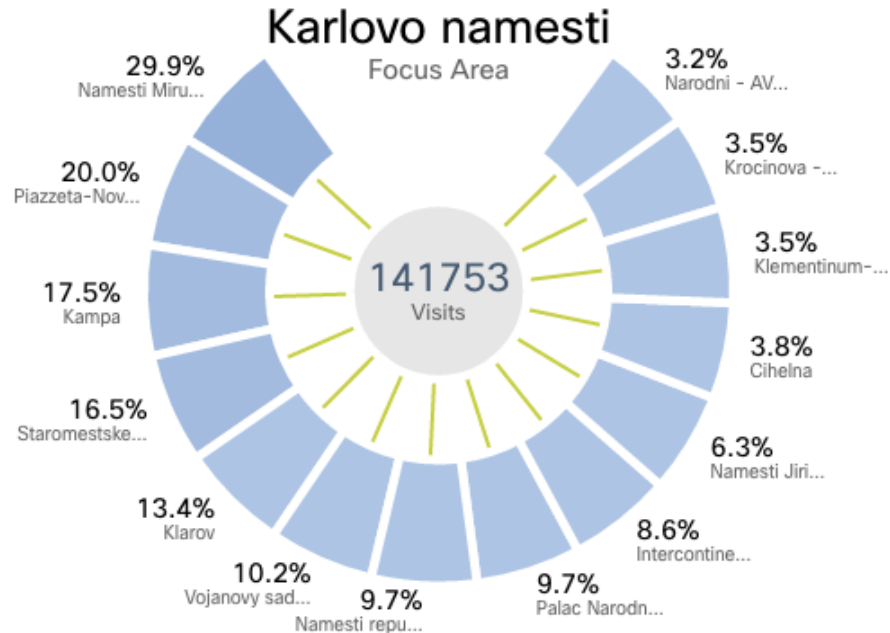 Karlovo namesti
Focus Area
29.9%
Namesti Miru...
20.0%
Piazzeta-Nov...
17.5%
Kampa
16.5%
Staromestske...
13.4%
Klarov
10.2%
Vojanovy sad...
9.7%
Namesti repu...
9.7%
Palac Narodn...
8.6%
Intercontine...
6.3%
Namesti Jiri...
3.8%
Cihelna
3.5%
Klementinum-...
3.5%
Krocinova -...
3.2%
Narodni - AV...
141753
Visits